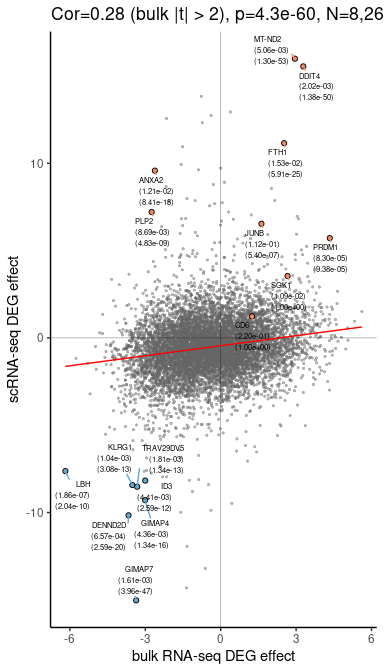 Cor=0.28 (bulk |t| > 2), p=4.3e-60, N=8,26
MT-ND2
(5.06e-03)
(1.30e-53)
DDIT4
(2.02e-03)
(1.38e-50)
FTH1
(1.53e-02)
(5.91e-25)
ANXA2
(1.21e-02)
(8.41e-18)
PLP2
(8.69e-03)
(4.83e-09)
JUNB
(1.12e-01)
(5.40e-07)
PRDM1
(8.30e-05)
(9.38e-05)
SGK1
(1.09e-02)
(1.00e+00)
CD6
(2.20e-01)
(1.00e+00)
KLRG1
(1.04e-03)
(3.08e-13)
TRAV29DV5
(1.81e-03)
(1.34e-13)
LBH
(1.86e-07)
(2.04e-10)
ID3
(4.41e-03)
(2.59e-12)
DENND2D
(6.57e-04)
(2.59e-20)
GIMAP4
(4.36e-03)
(1.34e-16)
GIMAP7
(1.61e-03)
(3.96e-47)
scRNA-seq DEG effect
10
0
-10
-6 -3 0 3 6
bulk RNA-seq DEG effect